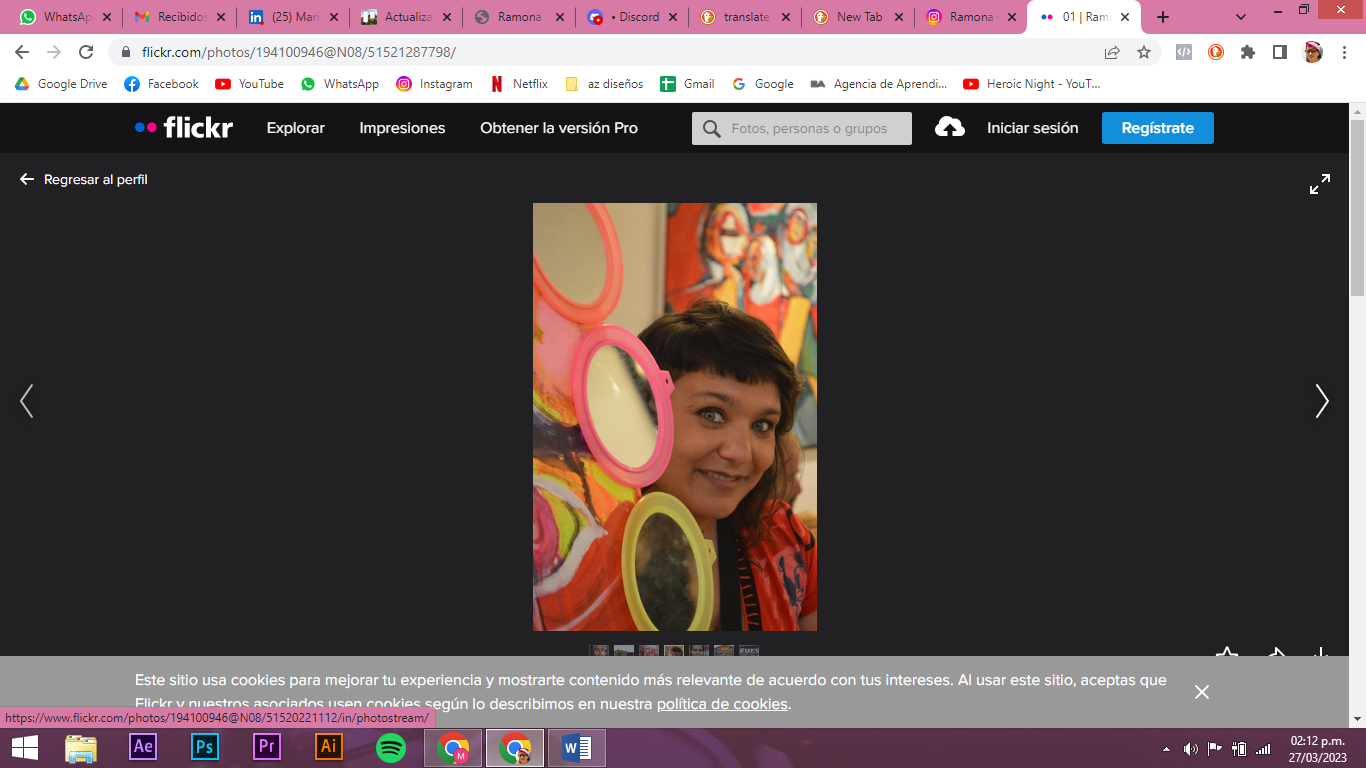 WhatsAp
Recibidos
(25) Mari
Actualiza
Ramona
• Discord
translate
New Tab
Ramona
01 | Ramo
flickr.com/photos/194100946@N08/51521287798/
Google Drive
Facebook
YouTube
WhatsApp
Instagram
Netflix
az diseños
Gmail
Google
BA
Agencia de Aprendi...
Heroic Night - YouT...
flickr
Explorar
Impresiones
Obtener la versión Pro
Fotos, personas o grupos
Iniciar sesión
Regístrate
Regresar al perfil
Este sitio usa cookies para mejorar tu experiencia y mostrarte contenido más relevante de acuerdo con tus intereses. Al usar este sitio, aceptas que
Flickr y nuestros asociados usen cookies según lo describimos en nuestra política de cookies.
https://www.flickr.com/photos/194100946@N08/51520221112/in/photostream/
Ae
Ps
Pr
Ai
M
W
02:12 p.m.
27/03/2023